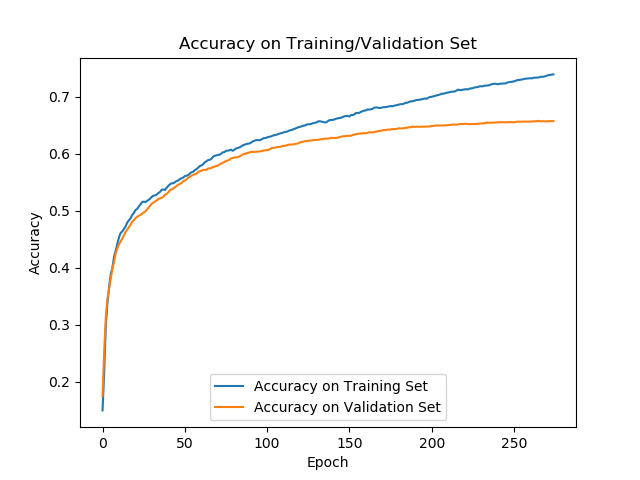 Accuracy on Training/Validation Set
0.7
0.6
0.5
0.4
0.3
0.2
Accuracy
Accuracy on Training Set
Accuracy on Validation Set
0 50 100 150 200 250
Epoch